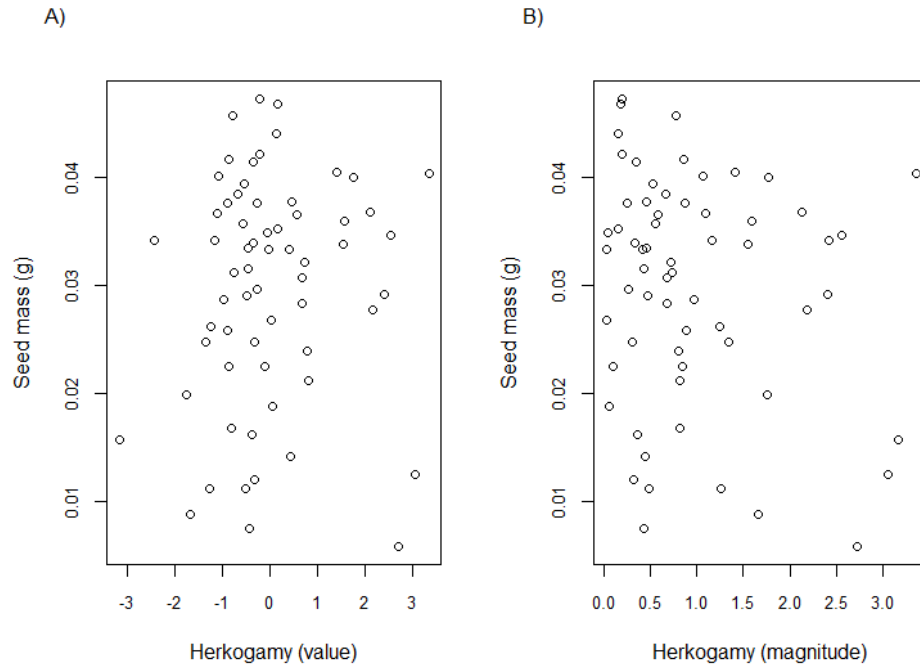 A)
B)
Seed mass (g)
0.04
0.03
0.02
0.01
-3 -2 -1 0 1 2 3
Herkogamy (value)
Seed mass (g)
0.04
0.03
0.02
0.01
0.0 0.5 1.0 1.5 2.0 2.5 3.0
Herkogamy (magnitude)